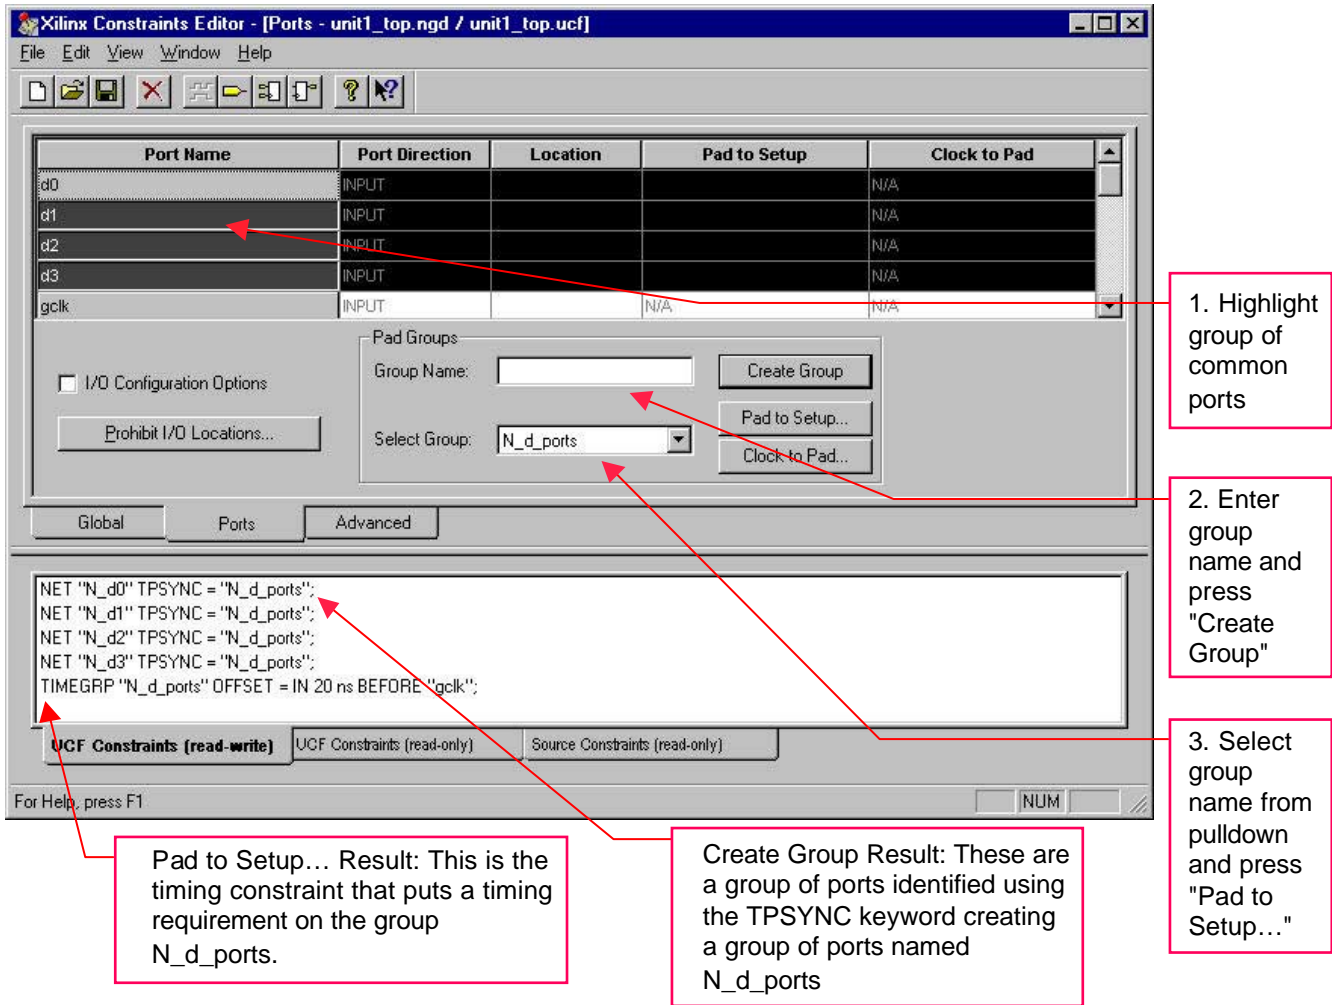 Xilinx Constraints Editor - [Ports - unit1_top.ngd / unit1_top.ucf]
File Edit View Window Help
Port Name Port Direction Location Pad to Setup Clock to Pad
d0 INPUT N/A
d1 INPUT N/A
d2 INPUT N/A
d3 INPUT N/A
gclk INPUT N/A N/A
Pad Groups
I/O Configuration Options
Prohibit I/O Locations...
Group Name:
Create Group
Pad to Setup...
Select Group: N_d_ports
Clock to Pad...
Global Ports Advanced
NET "N_d0" TPSYNC = "N_d_ports";
NET "N_d1" TPSYNC = "N_d_ports";
NET "N_d2" TPSYNC = "N_d_ports";
NET "N_d3" TPSYNC = "N_d_ports";
TIMEGRP "N_d_ports" OFFSET = IN 20 ns BEFORE "gclk";
UCF Constraints (read-write) UCF Constraints (read-only) Source Constraints (read-only)
For Help, press F1 NUM
1. Highlight
group of
common
ports
2. Enter
group
name and
press
"Create
Group"
3. Select
group
name from
pulldown
and press
"Pad to
Setup…"
Pad to Setup… Result: This is the
timing constraint that puts a timing
requirement on the group
N_d_ports.
Create Group Result: These are
a group of ports identified using
the TPSYNC keyword creating
a group of ports named
N_d_ports